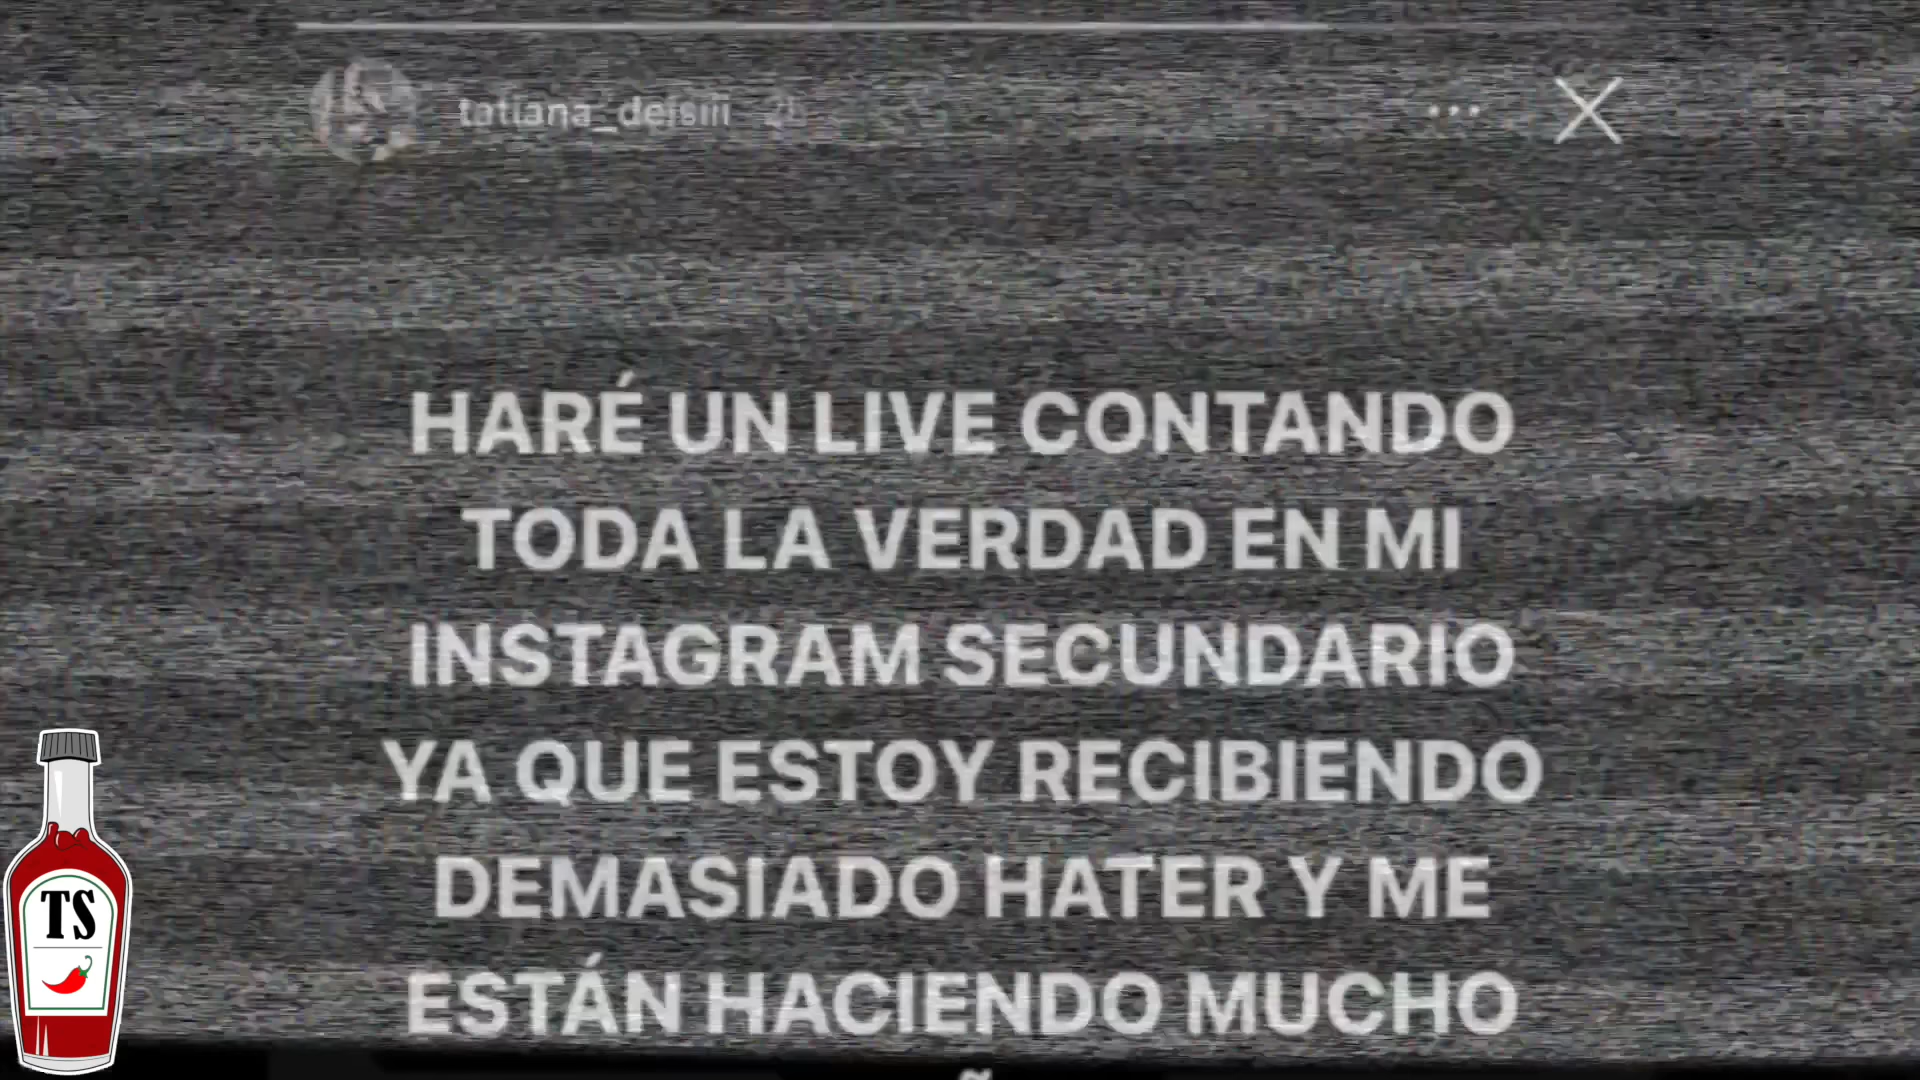 tatiana_deisiii 2h
HARÉ UN LIVE CONTANDO
TODA LA VERDAD EN MI
INSTAGRAM SECUNDARIO
YA QUE ESTOY RECIBIENDO
DEMASIADO HATER Y ME
ESTÁN HACIENDO MUCHO
TS